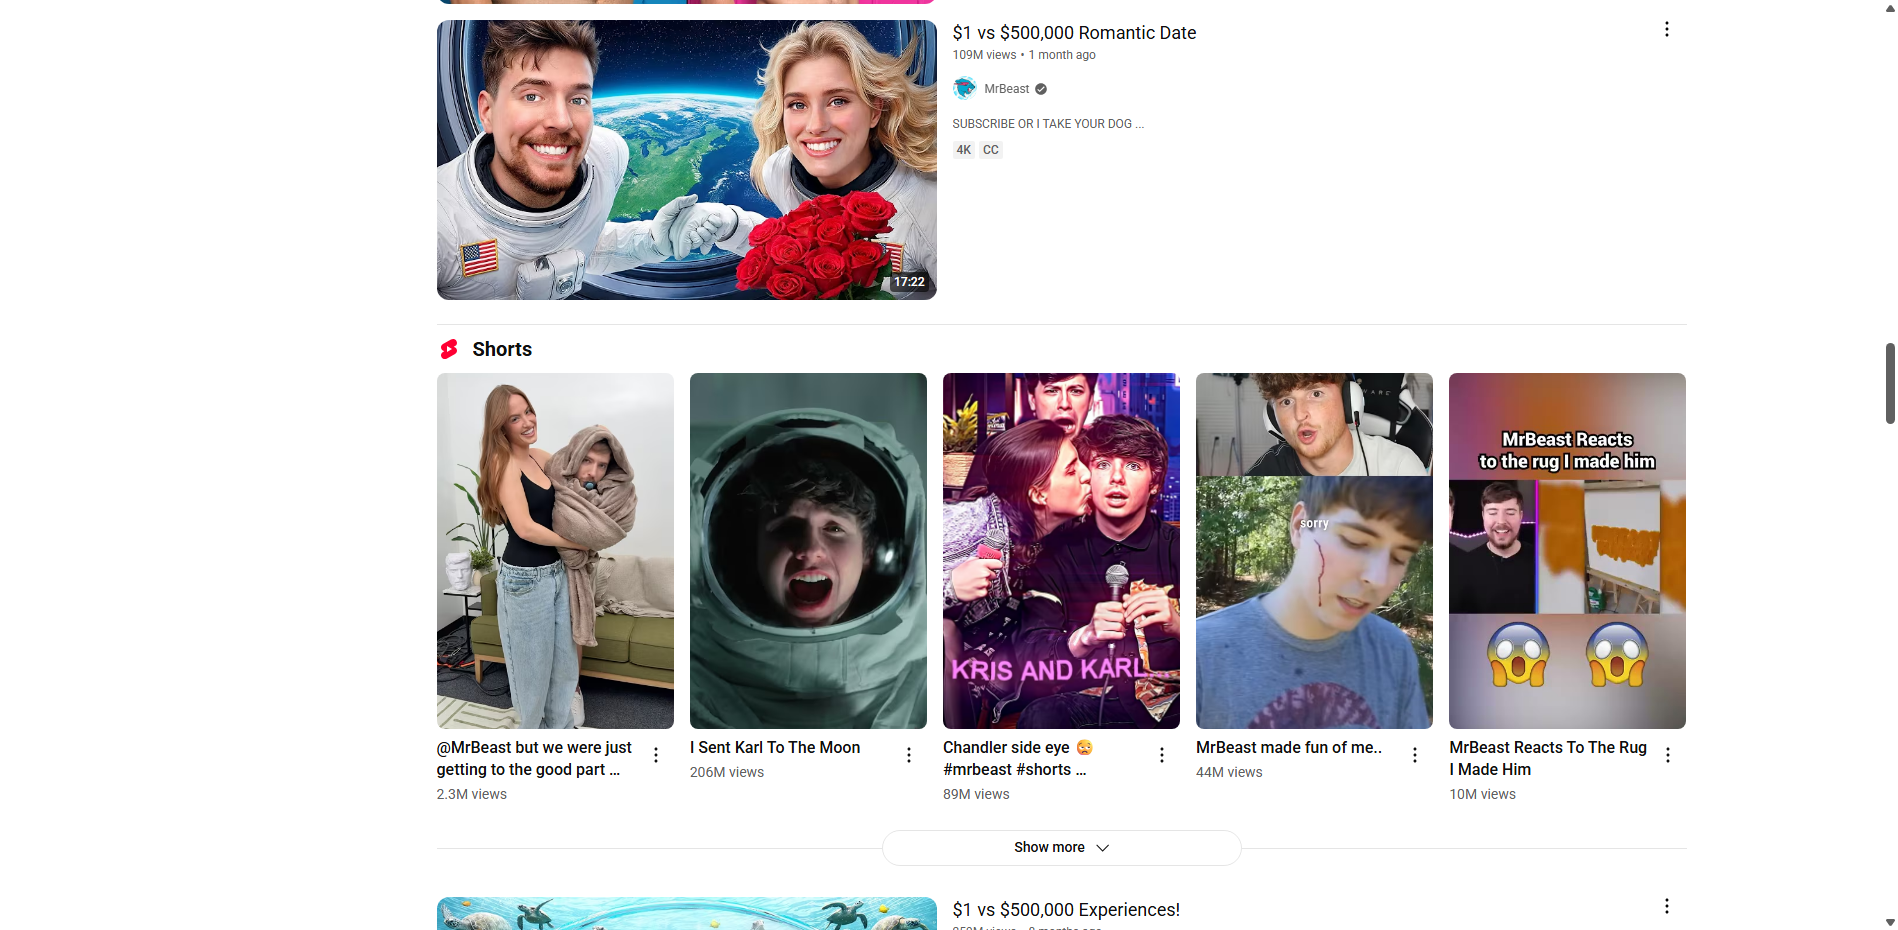 $1 vs $500,000 Romantic Date
109M views • 1 month ago
MrBeast
SUBSCRIBE OR I TAKE YOUR DOG ...
4K CC
17:22
Shorts
MrBeast Reacts
to the rug I made him
sorry
KRIS AND KARL
@MrBeast but we were just
getting to the good part ...
2.3M views
I Sent Karl To The Moon
206M views
Chandler side eye 😳
#mrbeast #shorts ...
89M views
MrBeast made fun of me..
44M views
MrBeast Reacts To The Rug
I Made Him
10M views
Show more
$1 vs $500,000 Experiences!